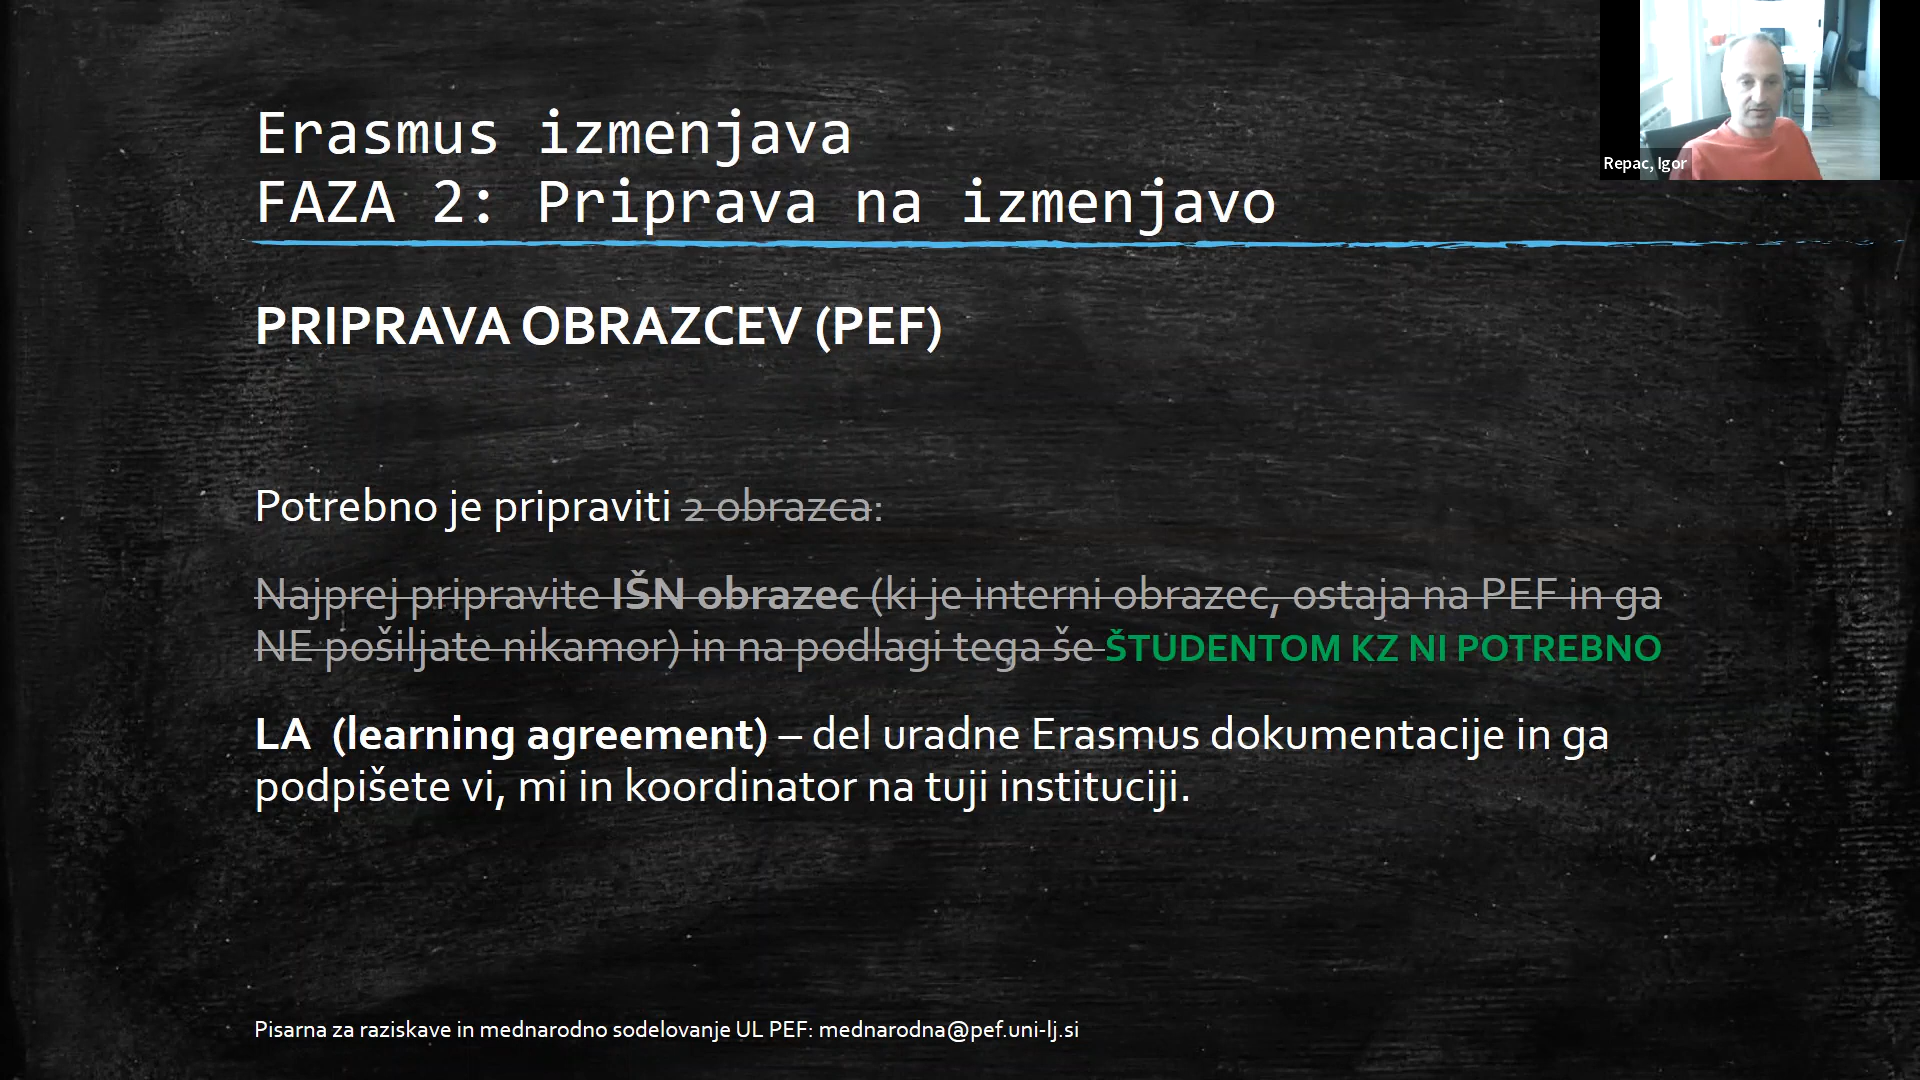 Erasmus izmenjava
FAZA 2: Priprava na izmenjavo
Repac, Igor
PRIPRAVA OBRAZCEV (PEF)
Potrebno je pripraviti 2 obrazca:
Najprej pripravite IŠN obrazec (ki je interni obrazec, ostaja na PEF in ga
NE pošiljate nikamor) in na podlagi tega še ŠTUDENTOM KZ NI POTREBNO
LA  (learning agreement) – del uradne Erasmus dokumentacije in ga
podpišete vi, mi in koordinator na tuji instituciji.
Pisarna za raziskave in mednarodno sodelovanje UL PEF: mednarodna@pef.uni-lj.si